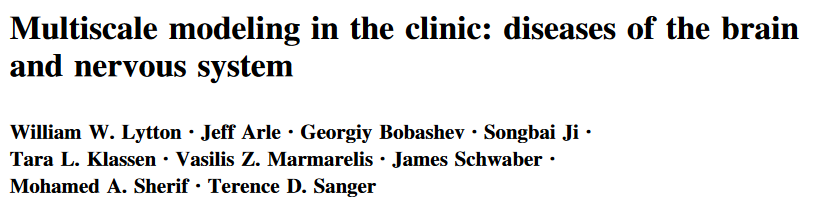 Multiscale modeling in the clinic: diseases of the brain
and nervous system
William W. Lytton · Jeff Arle · Georgiy Bobashev · Songbai Ji ·
Tara L. Klassen · Vasilis Z. Marmarelis · James Schwaber ·
Mohamed A. Sherif · Terence D. Sanger